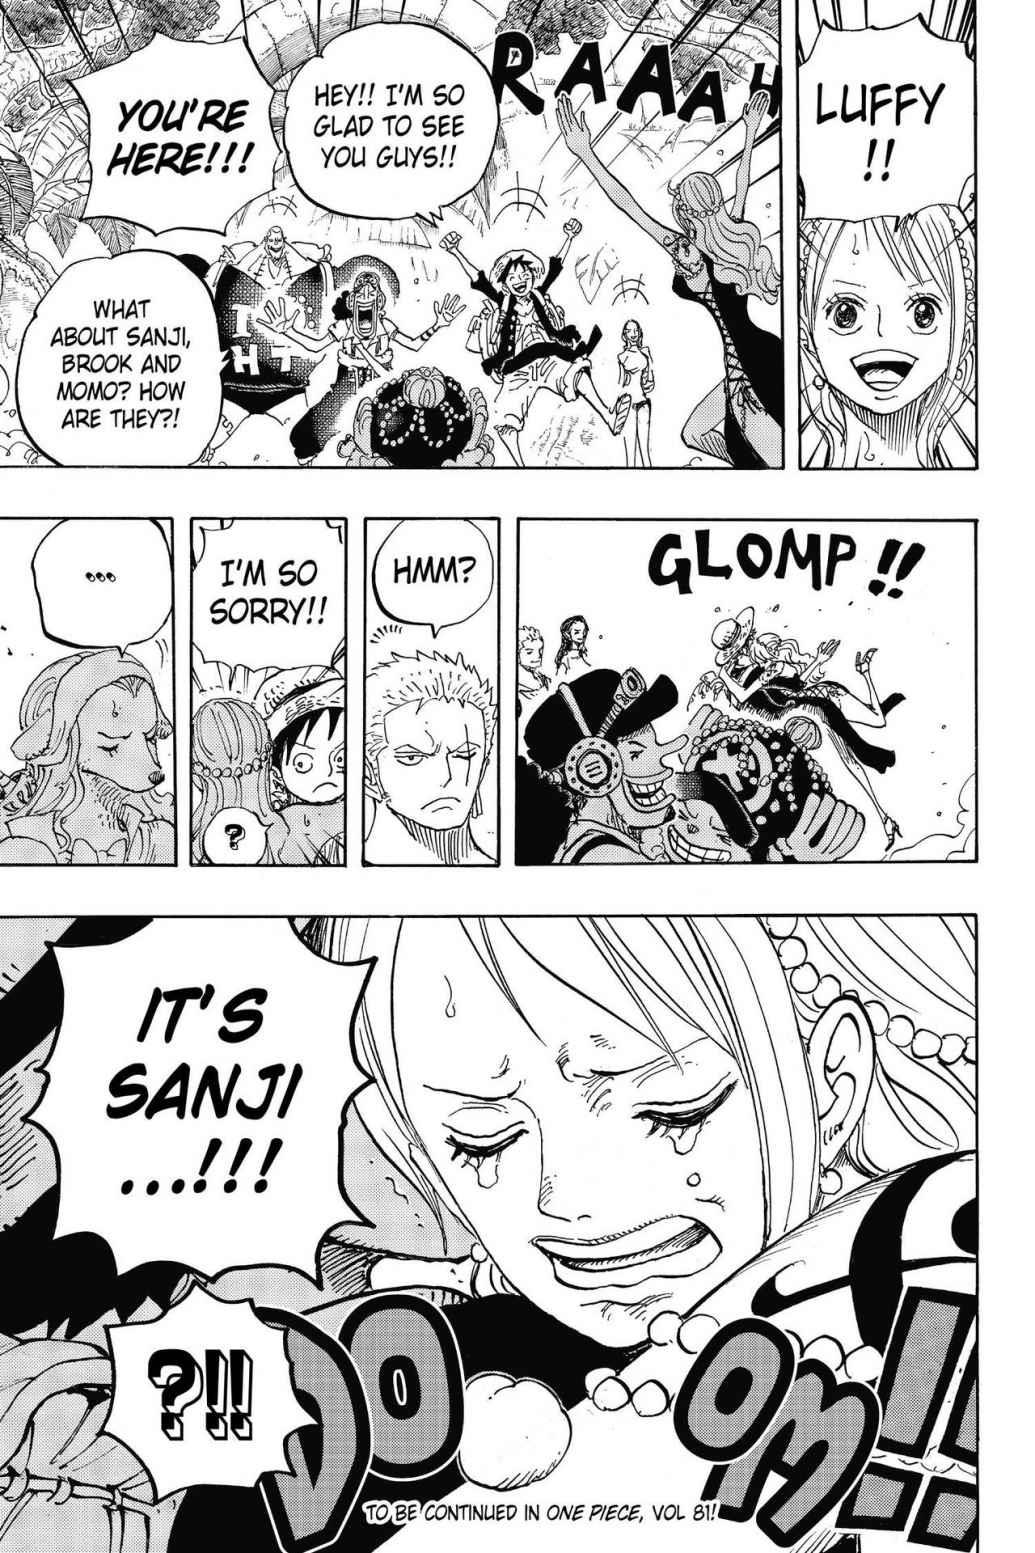 LUFFY
!!
RAAAH
HEY!! I'M SO
GLAD TO SEE
YOU GUYS!!
YOU'RE
HERE!!!
WHAT
ABOUT SANJI,
BROOK AND
MOMO? HOW
ARE THEY?!
I
HT
GLOMP!!
HMM?
I'M SO
SORRY!!
?
...
IT'S
SANJI
...!!!
?!!
DOOM!!
TO BE CONTINUED IN ONE PIECE, VOL 81!